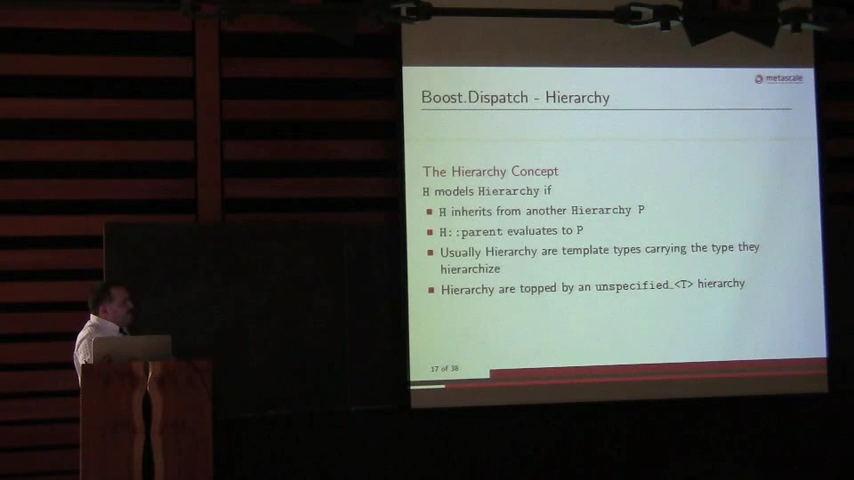 metascale
Boost.Dispatch - Hierarchy
The Hierarchy Concept
H models Hierarchy if
H inherits from another Hierarchy P
H::parent evaluates to P
Usually Hierarchy are template types carrying the type they
hierarchize
Hierarchy are topped by an unspecified_<T> hierarchy
17 of 38